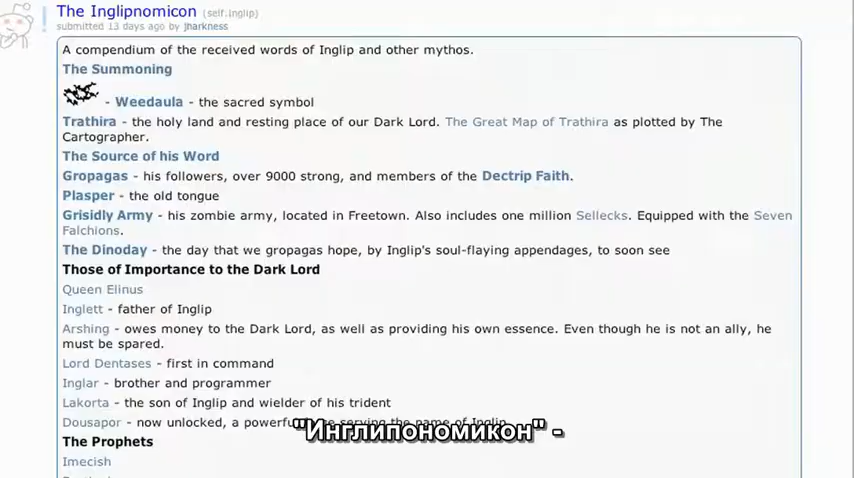 The Inglipnomicon (self.Inglip)
submitted 13 days ago by jharkness
A compendium of the received words of Inglip and other mythos.
The Summoning
- Weedaula - the sacred symbol
Trathira - the holy land and resting place of our Dark Lord. The Great Map of Trathira as plotted by The
Cartographer.
The Source of his Word
Gropagas - his followers, over 9000 strong, and members of the Dectrip Faith.
Plasper - the old tongue
Grisidly Army - his zombie army, located in Freetown. Also includes one million Sellecks. Equipped with the Seven
Falchions.
The Dinoday - the day that we gropagas hope, by Inglip's soul-flaying appendages, to soon see
Those of Importance to the Dark Lord
Queen Elinus
Inglett - father of Inglip
Arshing - owes money to the Dark Lord, as well as providing his own essence. Even though he is not an ally, he
must be spared.
Lord Dentases - first in command
Inglar - brother and programmer
Lakorta - the son of Inglip and wielder of his trident
Dousapor - now unlocked, a powerful serving the name of Inglip
"Инглипономикон" -
The Prophets
Imecish